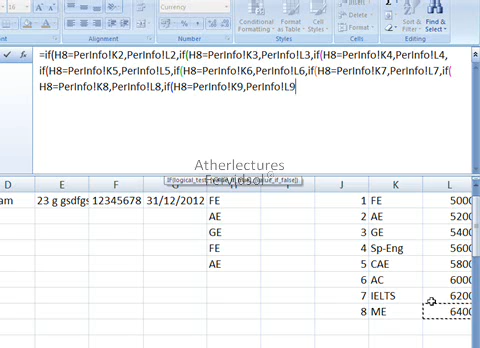 Conditional Formatting Format as Table Cell Styles Format Sort & Filter Find & Select
Styles Cells Editing
fx =if(H8=PerInfo!K2,PerInfo!L2,if(H8=PerInfo!K3,PerInfo!L3,if(H8=PerInfo!K4,PerInfo!L4,
if(H8=PerInfo!K5,PerInfo!L5,if(H8=PerInfo!K6,PerInfo!L6,if(H8=PerInfo!K7,PerInfo!L7,if(
H8=PerInfo!K8,PerInfo!L8,if(H8=PerInfo!K9,PerInfo!L9
Atherlectures
IF(logical_test, [value_if_true], [value_if_false])
D E F G J K L
am 23 g gsdfgs 12345678 31/12/2012 FE 1 FE 5000
AE 2 AE 5200
GE 3 GE 5400
FE 4 Sp-Eng 5600
AE 5 CAE 5800
6 AC 6000
7 IELTS 6200
8 ME 6400